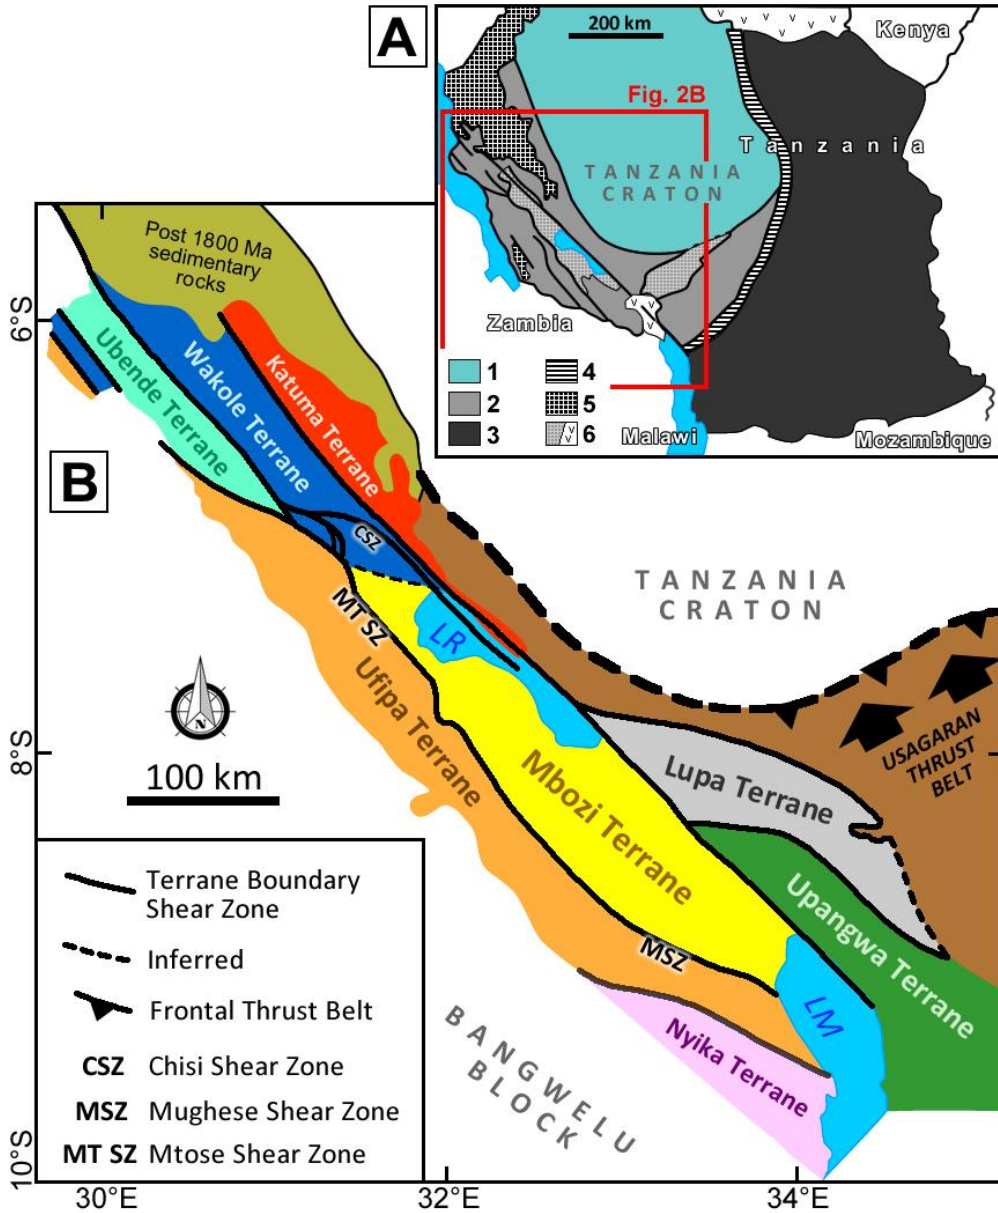 A
200 km
Kenya
Fig. 2B
Tanzania
TANZANIA
CRATON
Zambia
1
2
3
4
5
6
Malawi
Mozambique
v v v v v
v v v
B
Post 1800 Ma
sedimentary
rocks
6°S
Ubende Terrane
Wakole Terrane
Katuma Terrane
CSZ
TANZANIA
CRATON
MT SZ
LR
Ufipa Terrane
N
8°S
100 km
Mbozi Terrane
Lupa Terrane
USAGARAN
THRUST
BELT
Upangwa Terrane
MSZ
LM
Nyika Terrane
BANGWELU
BLOCK
Terrane Boundary
Shear Zone
Inferred
Frontal Thrust Belt
CSZ Chisi Shear Zone
MSZ Mughese Shear Zone
MT SZ Mtose Shear Zone
10°S
30°E
32°E
34°E